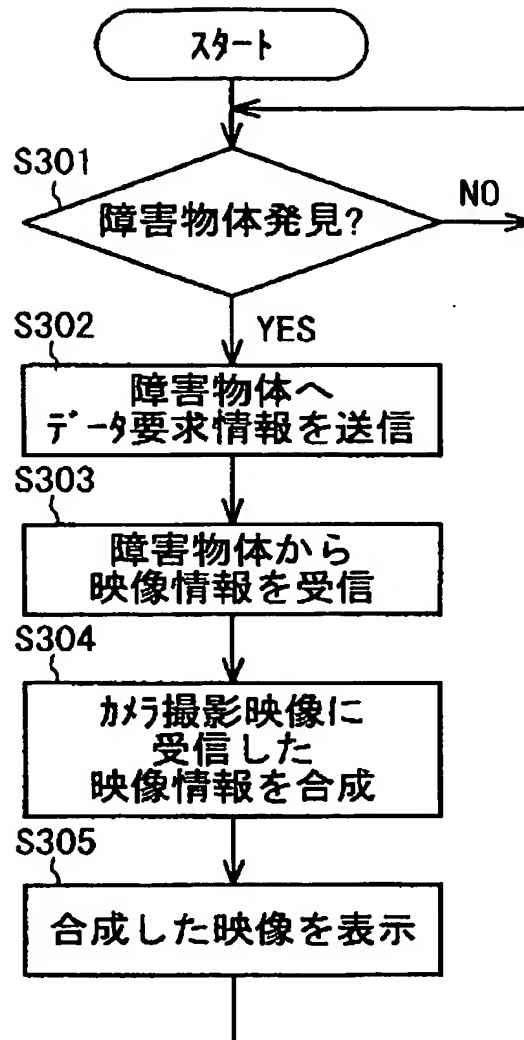 スタート
S301
障害物体発見?
NO
YES
S302
障害物体へ
データ要求情報を送信
S303
障害物体から
映像情報を受信
S304
カメラ撮影映像に
受信した
映像情報を合成
S305
合成した映像を表示